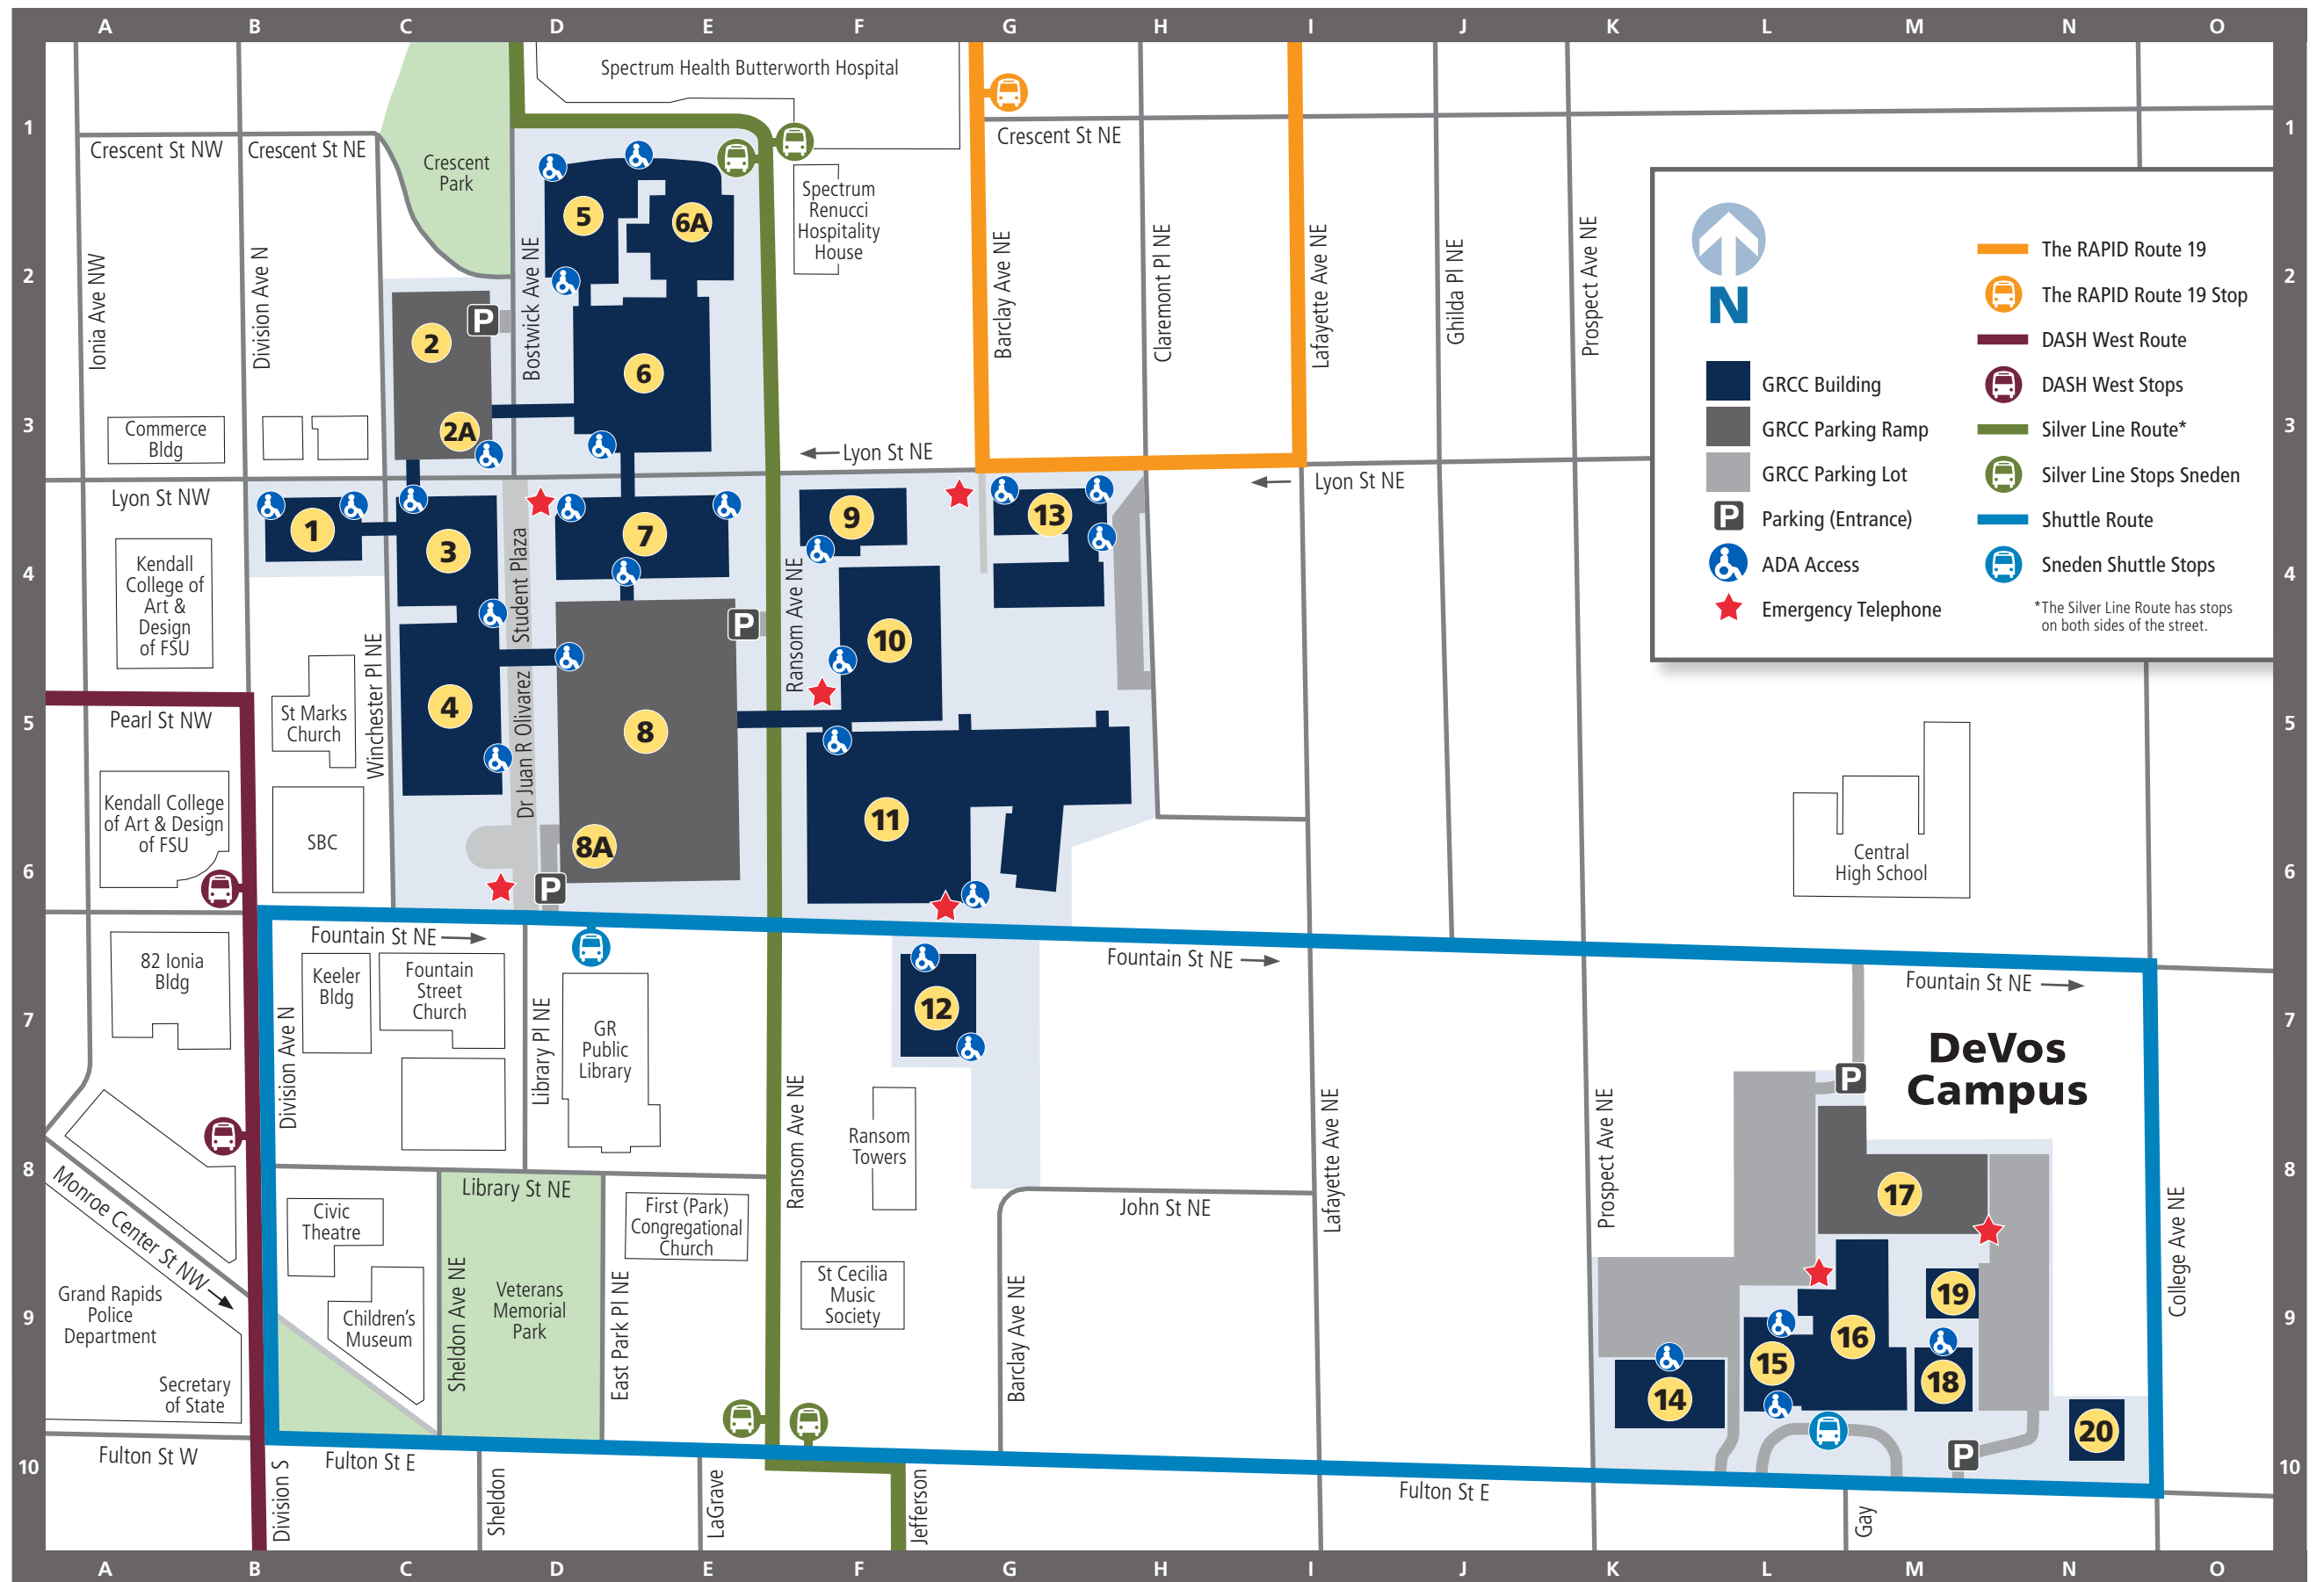 A B C D E F G H I J K L M N O
Spectrum Health Butterworth Hospital
1
1
Crescent St NW
Crescent St NE
Crescent
Park
Crescent St NE
5
6A
Spectrum
Renucci
Hospitality
House
2
2
Ionia Ave NW
Division Ave N
Bostwick Ave NE
Barclay Ave NE
Claremont Pl NE
Lafayette Ave NE
Ghilda Pl NE
Prospect Ave NE
P
2
6
2A
3
3
Commerce
Bldg
Lyon St NE
Lyon St NW
Lyon St NE
N
GRCC Building
GRCC Parking Ramp
GRCC Parking Lot
P
Parking (Entrance)
ADA Access
Emergency Telephone
The RAPID Route 19
The RAPID Route 19 Stop
DASH West Route
DASH West Stops
Silver Line Route*
Silver Line Stops Sneden
Shuttle Route
Sneden Shuttle Stops
*The Silver Line Route has stops
on both sides of the street.
1
3
7
9
13
4
4
Kendall
College of
Art &
Design
of FSU
Winchester Pl NE
Dr Juan R Olivarez Student Plaza
Ransom Ave NE
P
10
4
8
5
5
Pearl St NW
St Marks
Church
Kendall College
of Art & Design
of FSU
SBC
11
8A
P
6
6
Central
High School
Fountain St NE
Fountain St NE
Fountain St NE
82 Ionia
Bldg
Keeler
Bldg
Fountain
Street
Church
Division Ave N
Library Pl NE
GR
Public
Library
12
7
7
DeVos
Campus
P
Ransom Ave NE
Ransom
Towers
Lafayette Ave NE
Prospect Ave NE
College Ave NE
8
8
Monroe Center St NW
Library St NE
Civic
Theatre
First (Park)
Congregational
Church
John St NE
17
Grand Rapids
Police
Department
Children's
Museum
Sheldon Ave NE
Veterans
Memorial
Park
East Park Pl NE
St Cecilia
Music
Society
Barclay Ave NE
9
9
19
16
15
18
14
20
P
Secretary
of State
10
10
Fulton St W
Fulton St E
Fulton St E
Division S
Sheldon
LaGrave
Jefferson
Gay
A B C D E F G H I J K L M N O